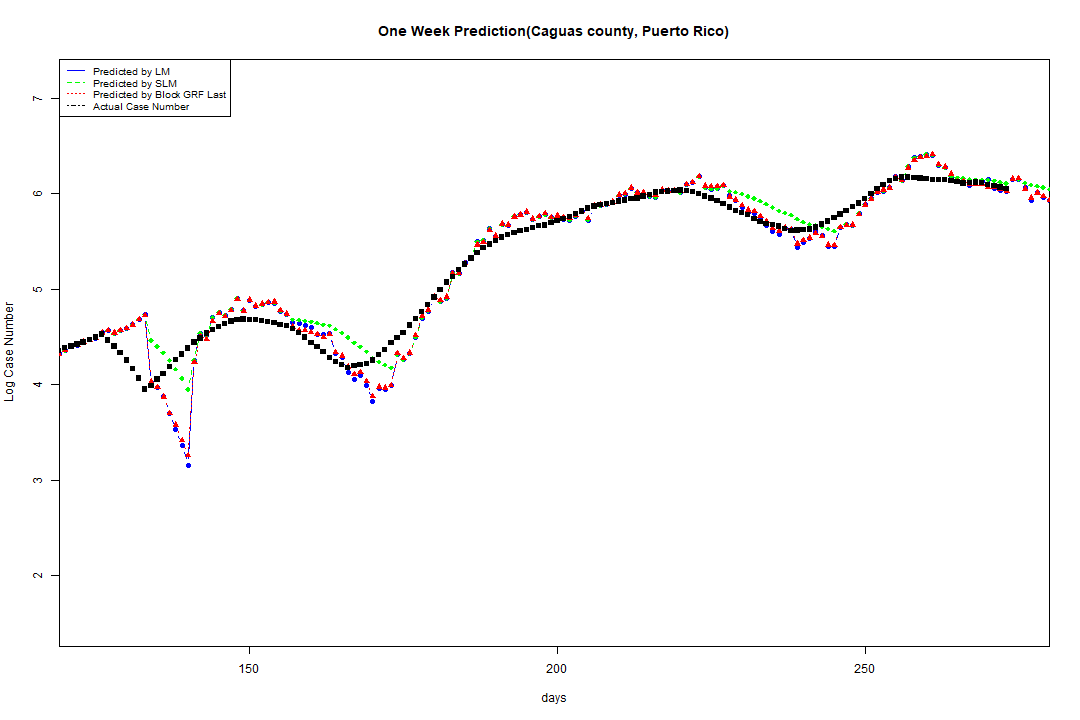 One Week Prediction(Caguas county, Puerto Rico)
Predicted by LM
Predicted by SLM
Predicted by Block GRF Last
Actual Case Number
7
6
5
4
3
2
Log Case Number
150
200
250
days